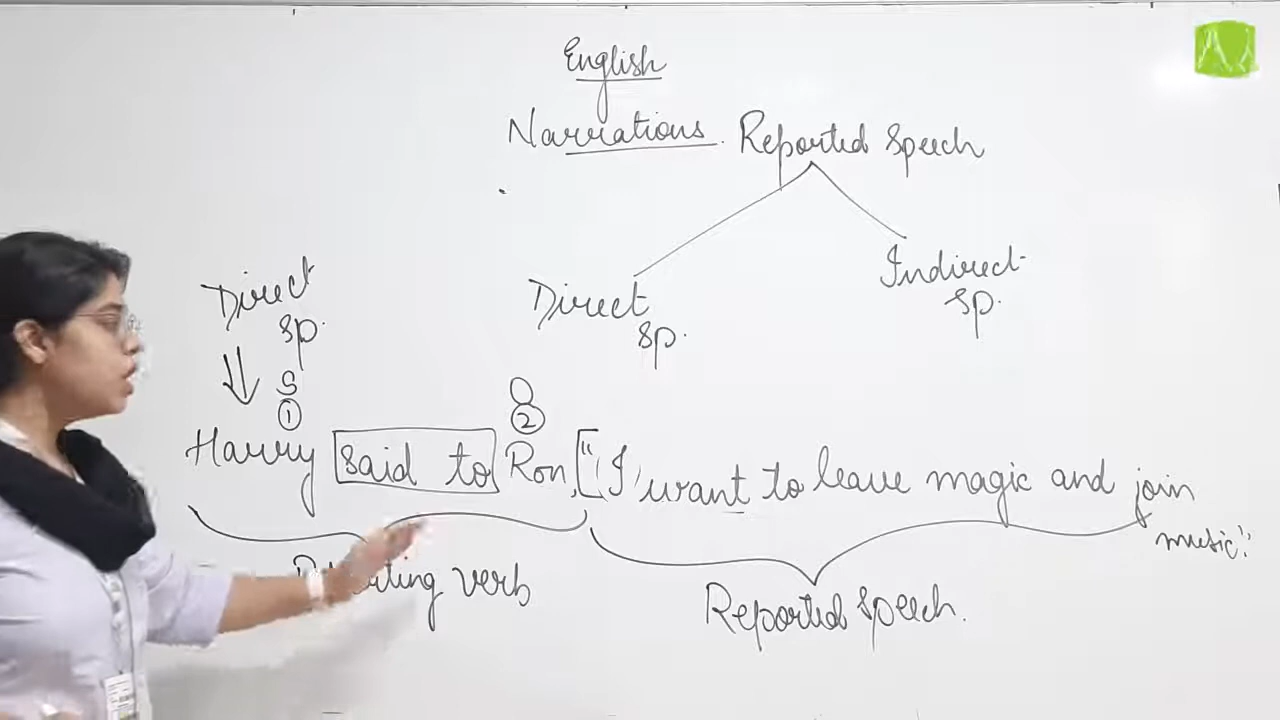 English
Narrations. Reported Speech
Direct sp.
Indirect sp.
Direct sp.
S
①
O
②
Harry said to Ron, "I want to leave magic and join music."
verb
Reported Speech.